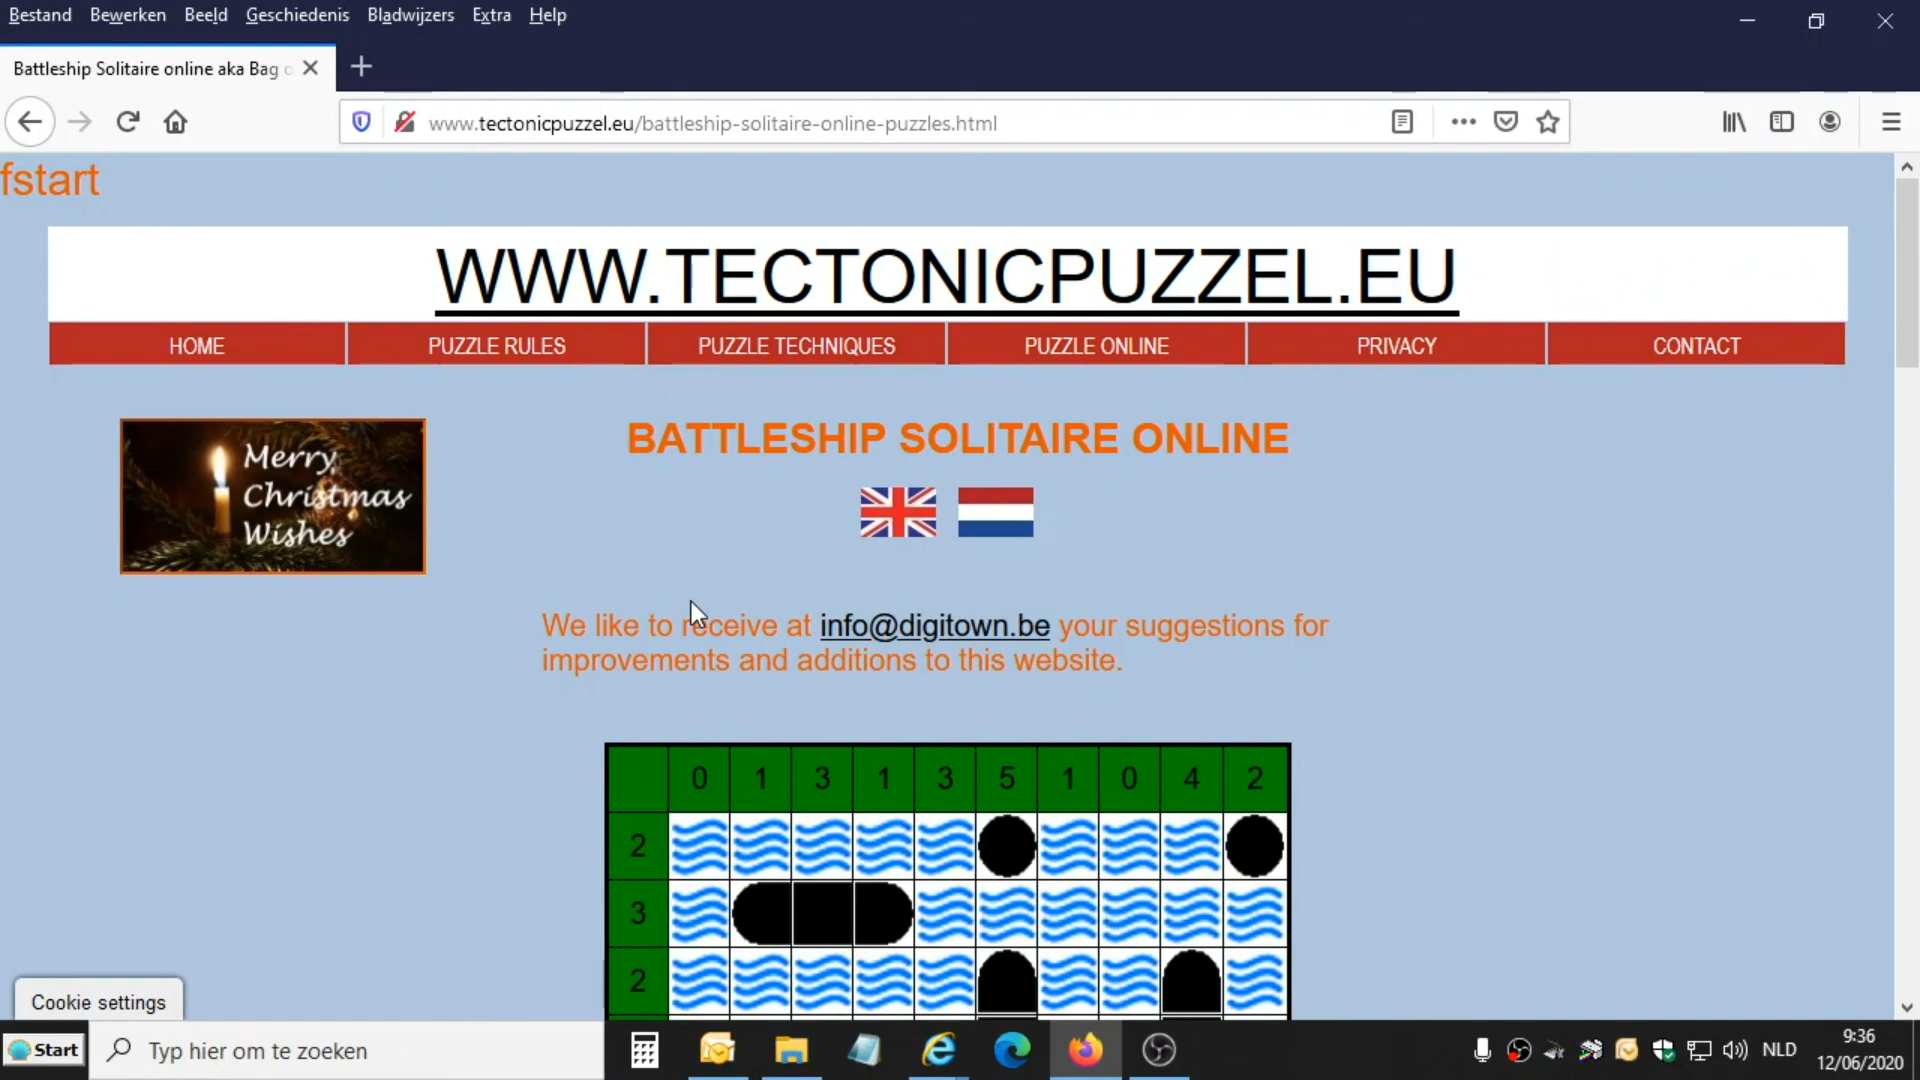 Bestand Bewerken Beeld Geschiedenis Bladwijzers Extra Help
Battleship Solitaire online aka Bag
www.tectonicpuzzel.eu/battleship-solitaire-online-puzzles.html
fstart
WWW.TECTONICPUZZEL.EU
HOME PUZZLE RULES PUZZLE TECHNIQUES PUZZLE ONLINE PRIVACY CONTACT
Merry
Christmas
Wishes
BATTLESHIP SOLITAIRE ONLINE
We like to receive at info@digitown.be your suggestions for
improvements and additions to this website.
0 1 3 1 3 5 1 0 4 2
2
3
2
Cookie settings
Start Typ hier om te zoeken NLD 9:36
12/06/2020